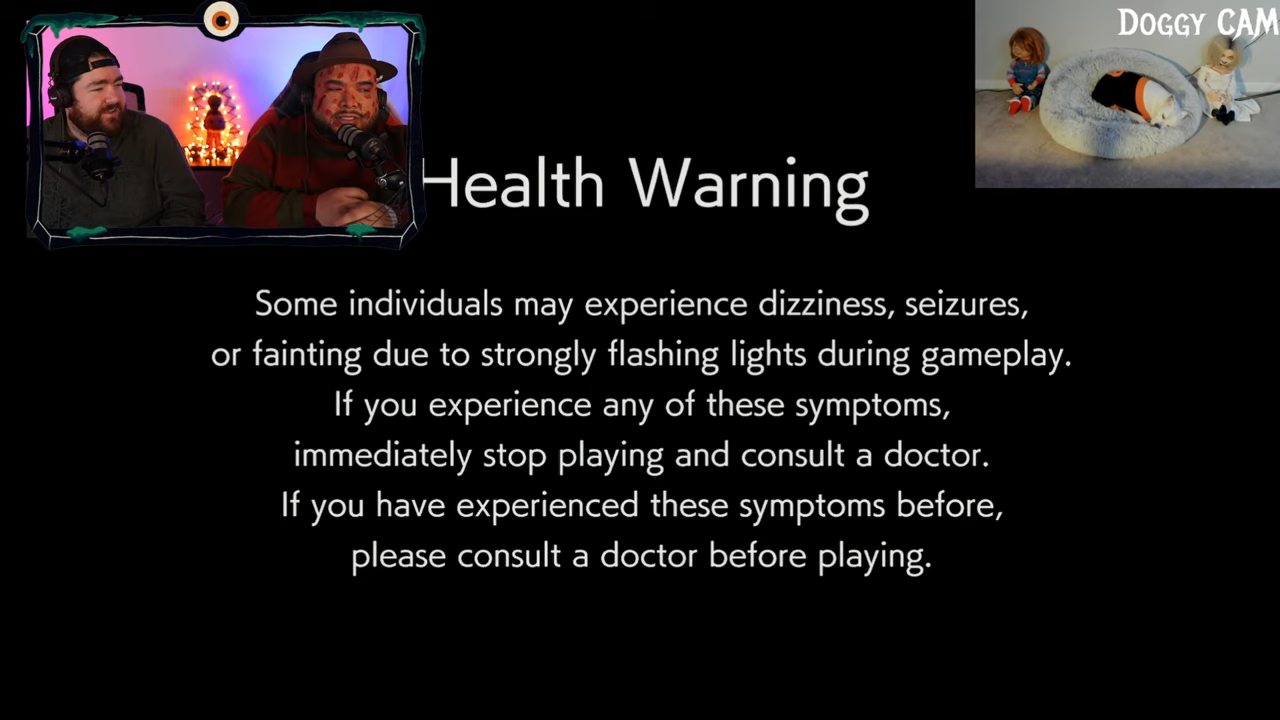 Doggy CAM
Health Warning
Some individuals may experience dizziness, seizures,
or fainting due to strongly flashing lights during gameplay.
If you experience any of these symptoms,
immediately stop playing and consult a doctor.
If you have experienced these symptoms before,
please consult a doctor before playing.